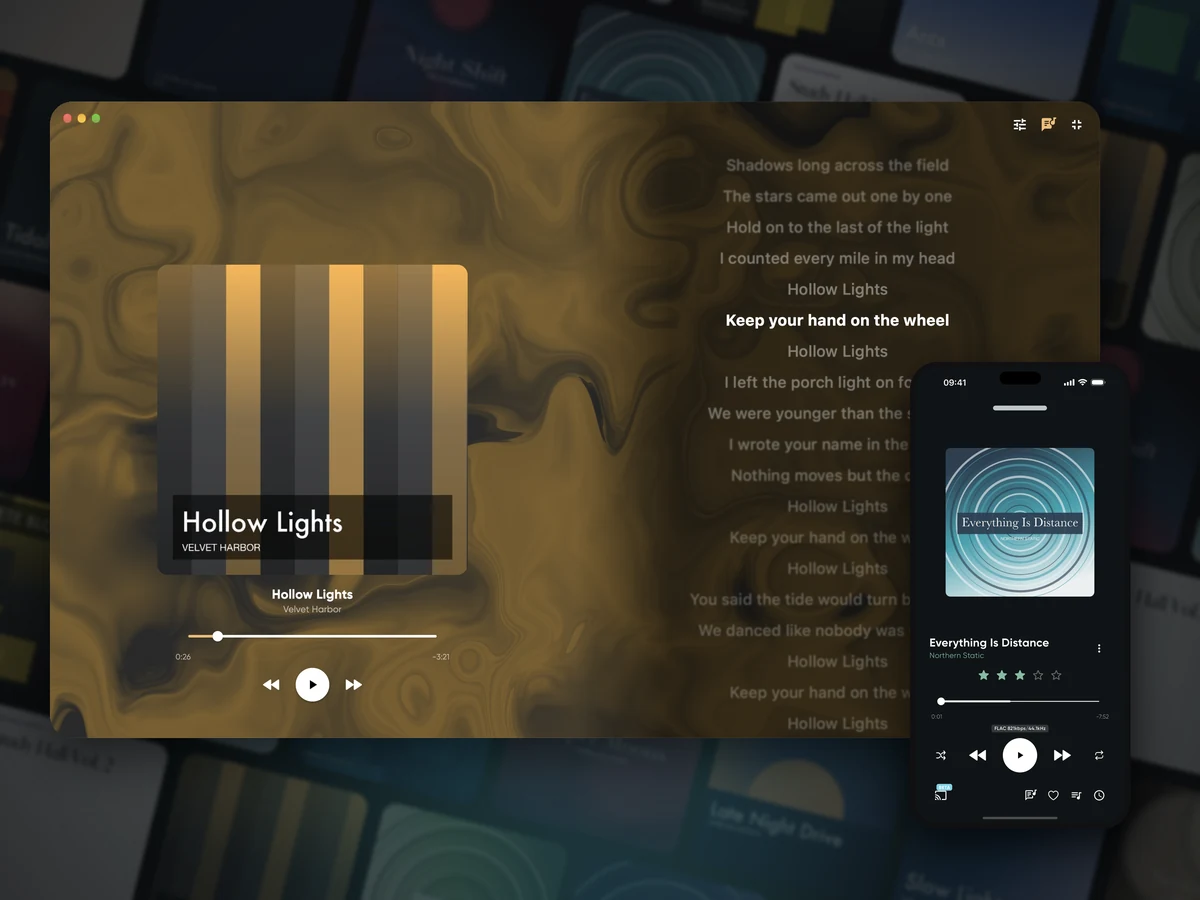 Night Shift
Shadows long across the field
The stars came out one by one
Hold on to the last of the light
I counted every mile in my head
Hollow Lights
Keep your hand on the wheel
Hollow Lights
I left the porch light on
We were younger than the
I wrote your name in the
Nothing moves but the
Hollow Lights
Keep your hand on the
Hollow Lights
You said the tide would turn
We danced like nobody was
Hollow Lights
Keep your hand on the
Hollow Lights
Hollow Lights
VELVET HARBOR
Hollow Lights
Velvet Harbor
0:26
−3:21
09:41
Everything Is Distance
Everything Is Distance
Northern Static
0:01
-7:52
FLAC 821kbps/44.1kHz
BETA
Late Night Drive